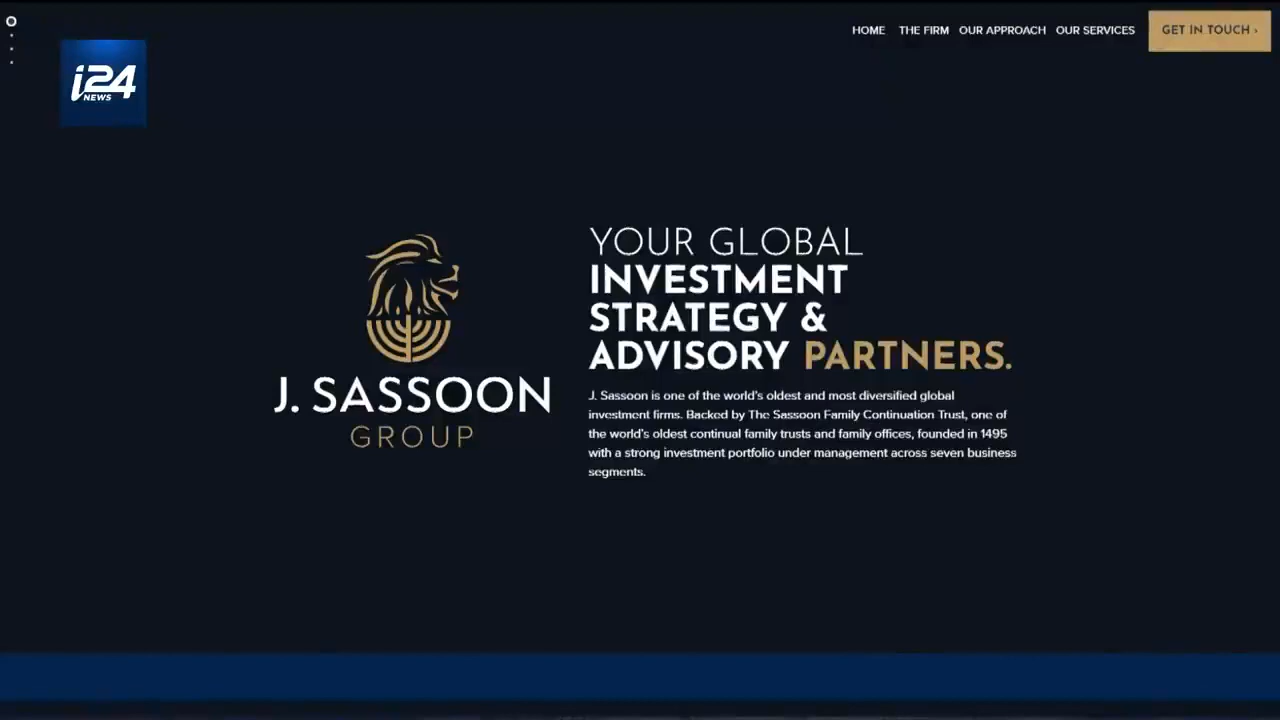 HOME THE FIRM OUR APPROACH OUR SERVICES GET IN TOUCH ›
i24
NEWS
YOUR GLOBAL
INVESTMENT
STRATEGY &
ADVISORY PARTNERS.
J. SASSOON
GROUP
J. Sassoon is one of the world's oldest and most diversified global
investment firms. Backed by The Sassoon Family Continuation Trust, one of
the world's oldest continual family trusts and family offices, founded in 1495
with a strong investment portfolio under management across seven business
segments.